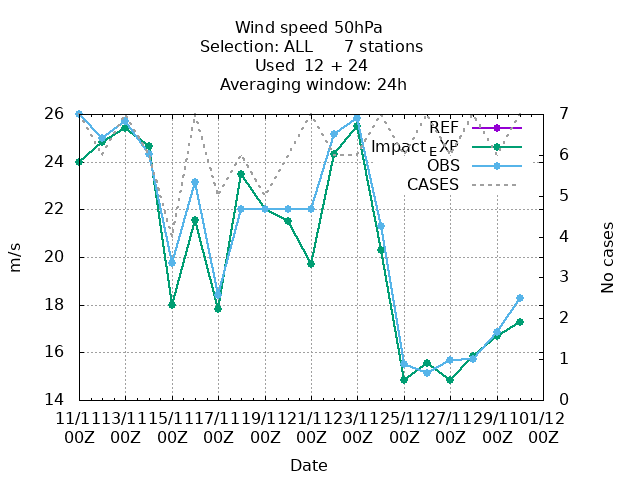 Wind speed 50hPa
Selection: ALL 7 stations
Used 12 + 24
Averaging window: 24h
26
24
22
20
18
16
14
7
6
5
4
3
2
1
0
REF
Impact_EXP
OBS
CASES
m/s
No cases
11/11 13/11 15/11 17/11 19/11 21/11 23/11 25/11 27/11 29/11 01/12
00Z 00Z 00Z 00Z 00Z 00Z 00Z 00Z 00Z 00Z 00Z
Date